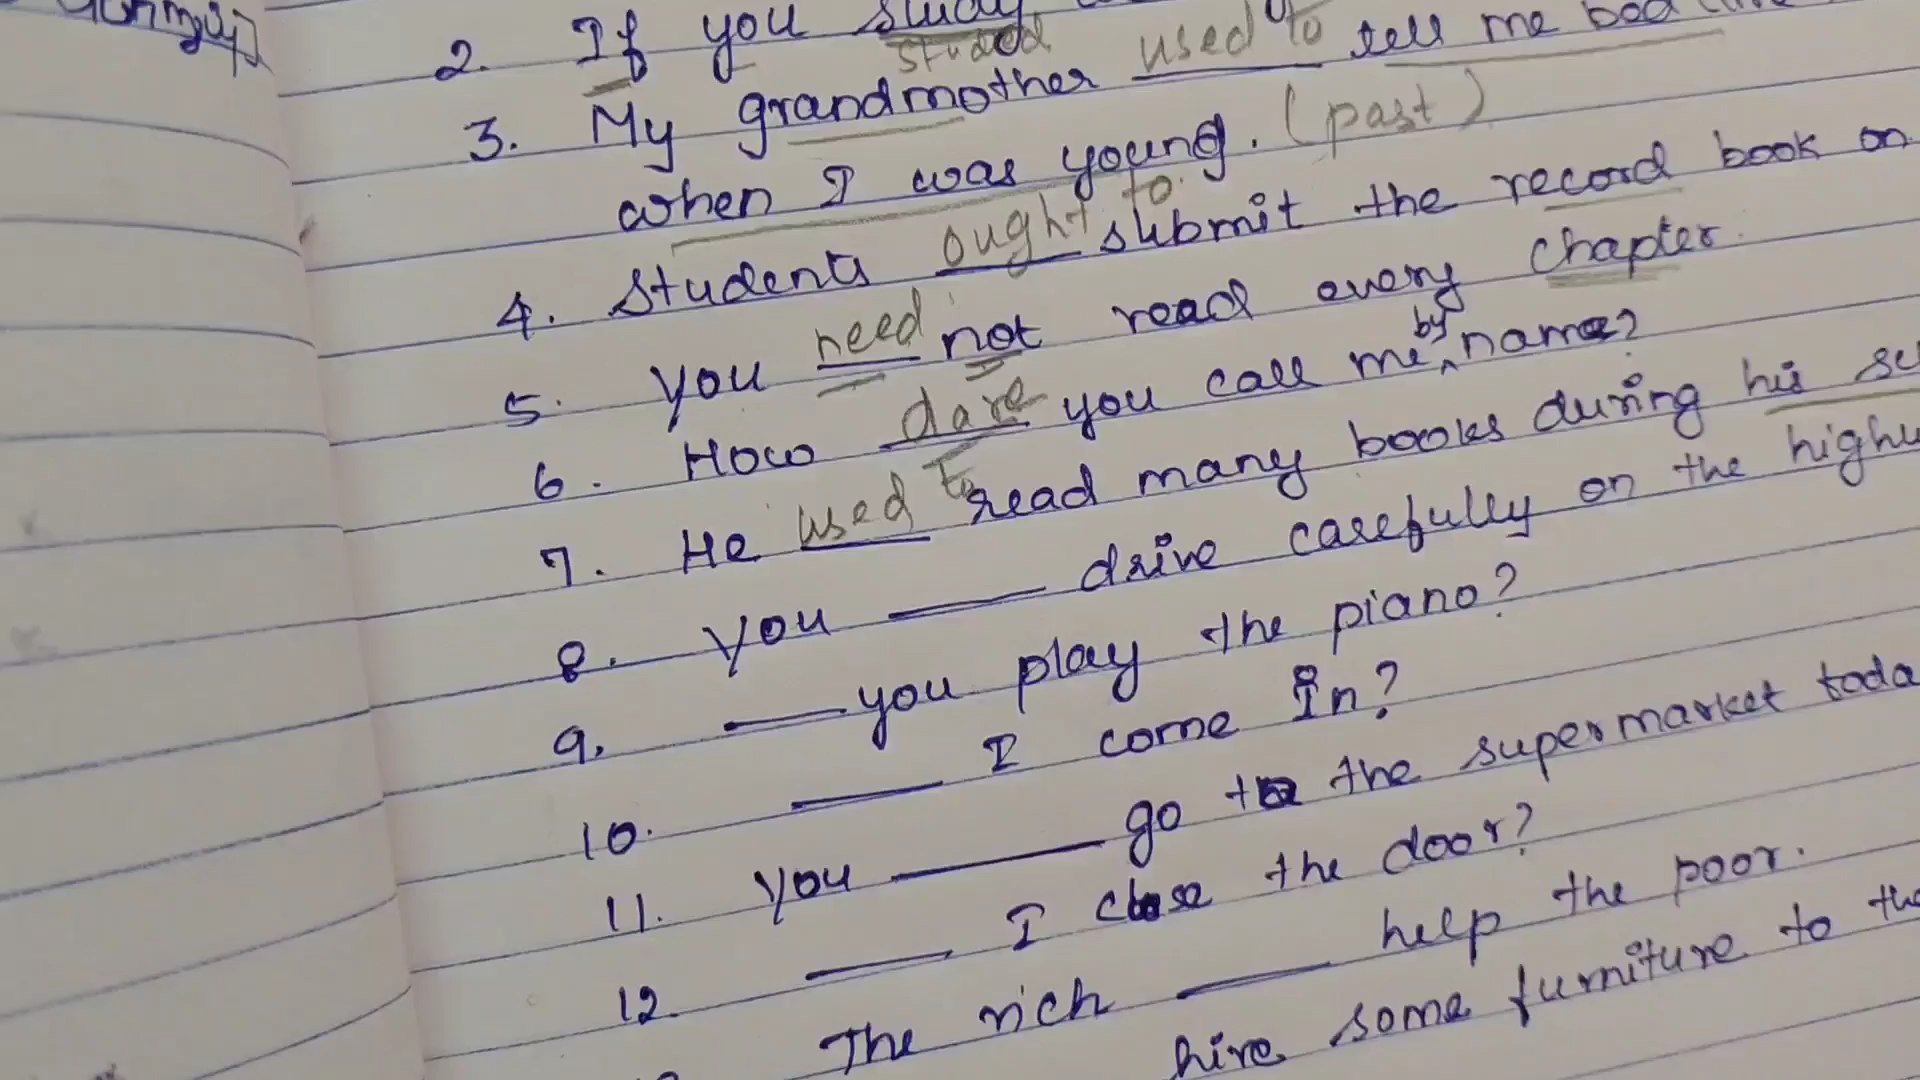 2. If you study
studed
3. My grandmother used to tell me
when I was young. (past)
4. Students ought to submit the record book on
5. You need not read every chapter.
6. How dare you call me by name?
7. He used to read many books during his
8. You ____ drive carefully on the
9. ____ you play the piano?
10. ____ I come In?
11. You ____ go to the supermarket
12. ____ I close the door?
The rich ____ help the poor.
hire some furniture to the